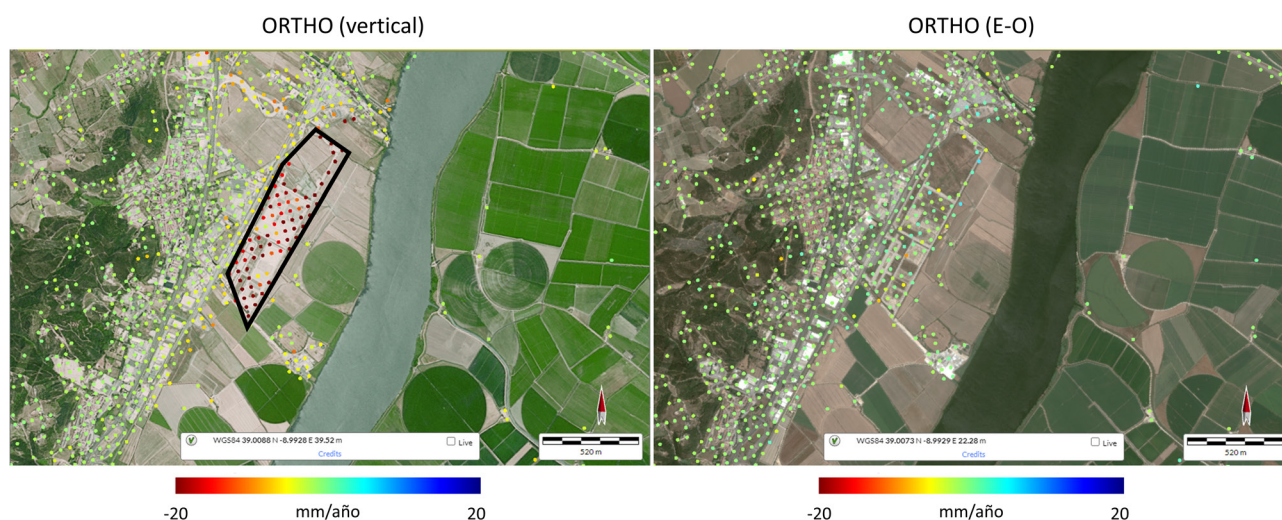 ORTHO (vertical)
ORTHO (E-O)
WGS84 39.0088 N -8.9928 E 39.52 m
Live
Credits
520 m
WGS84 39.0073 N -8.9929 E 22.28 m
Live
Credits
520 m
-20
mm/año
20
-20
mm/año
20